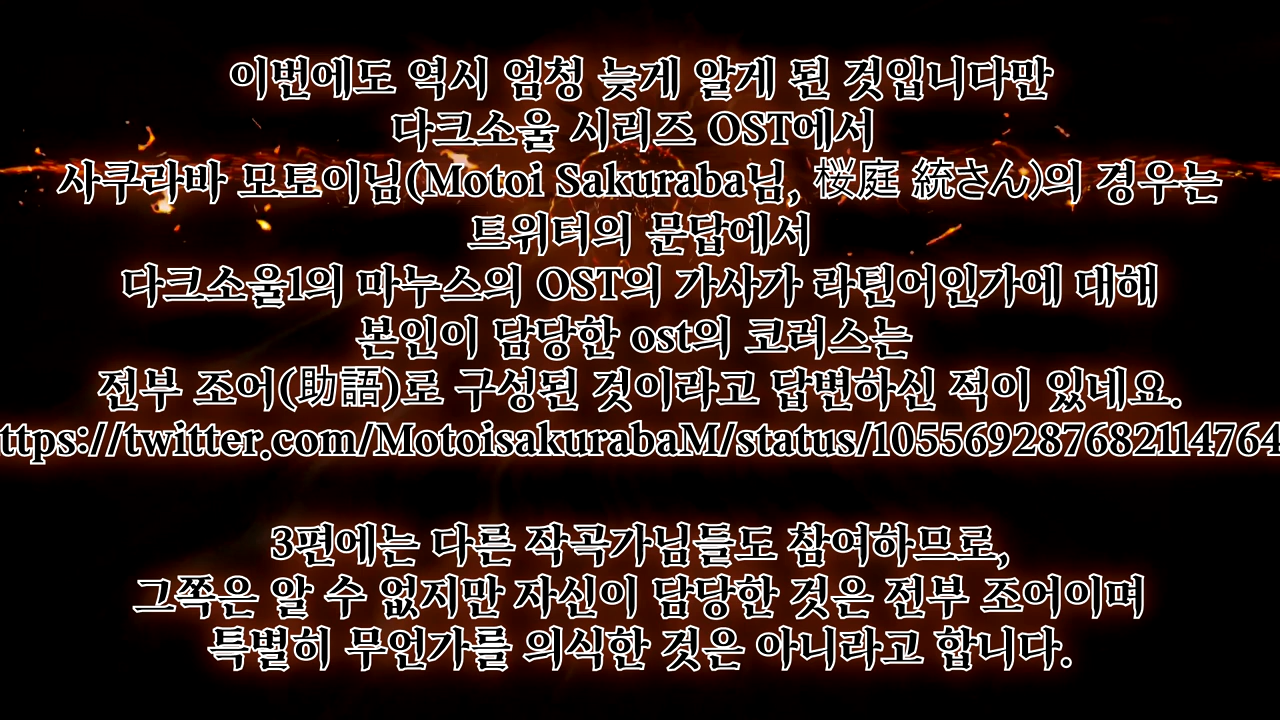 이번에도 역시 엄청 늦게 알게 된 것입니다만
다크소울 시리즈 OST에서
사쿠라바 모토이님(Motoi Sakuraba님, 桜庭 統さん)의 경우는
트위터의 문답에서
다크소울1의 마누스의 OST의 가사가 라틴어인가에 대해
본인이 담당한 ost의 코러스는
전부 조어(助語)로 구성된 것이라고 답변하신 적이 있네요.
ttps://twitter.com/MotoisakurabaM/status/105569287682114764
3편에는 다른 작곡가님들도 참여하므로,
그쪽은 알 수 없지만 자신이 담당한 것은 전부 조어이며
특별히 무언가를 의식한 것은 아니라고 합니다.